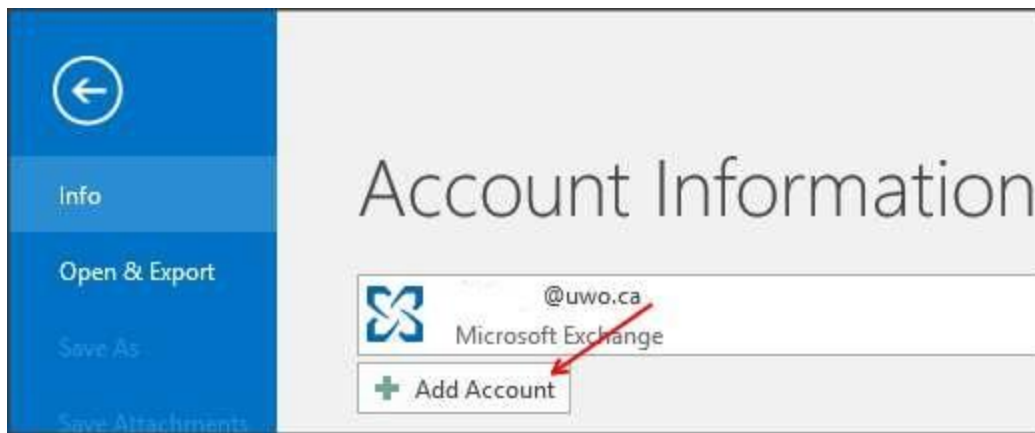 Info
Open & Export
Save As
Save Attachments
Account Information
@uwo.ca
Microsoft Exchange
Add Account